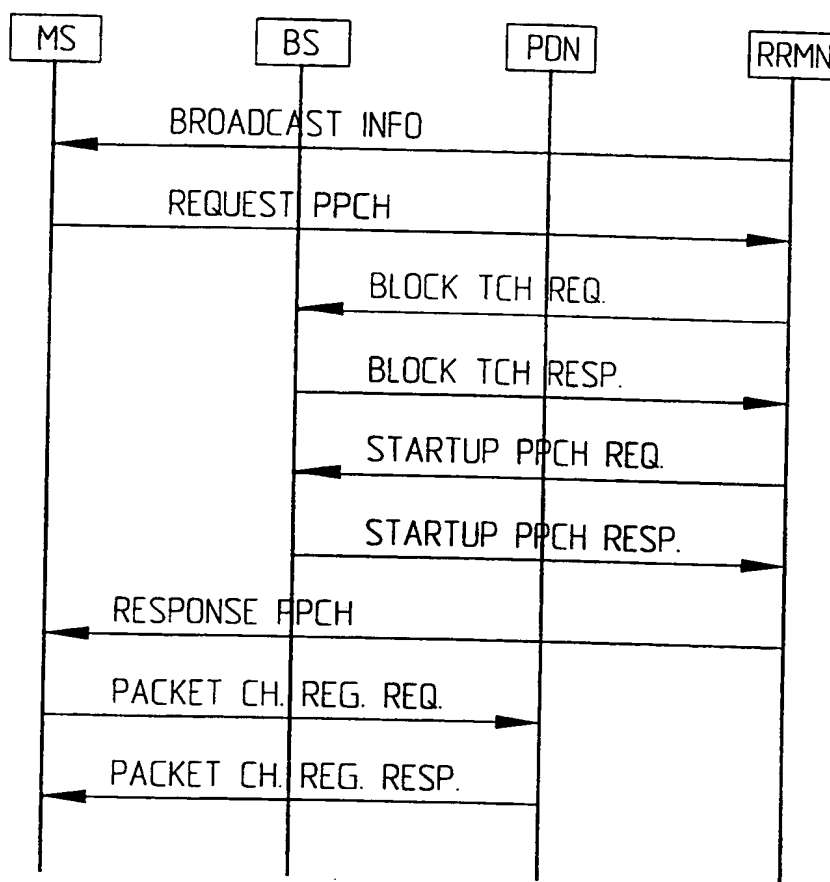 MS BS PDN RRMN
BROADCAST INFO
REQUEST PPCH
BLOCK TCH REQ.
BLOCK TCH RESP.
STARTUP PPCH REQ.
STARTUP PPCH RESP.
RESPONSE PPCH
PACKET CH. REG. REQ.
PACKET CH. REG. RESP.